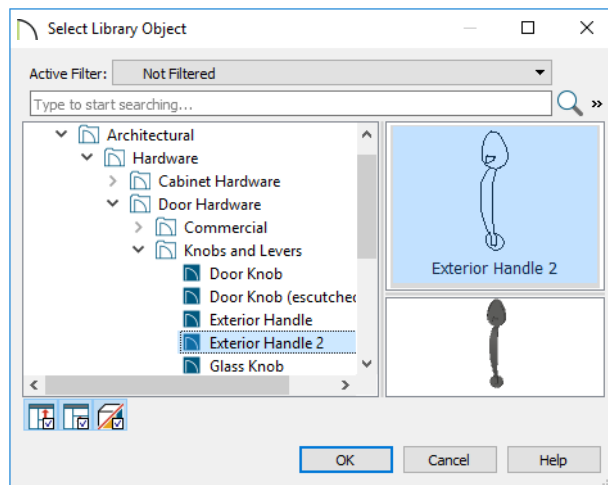 Select Library Object
Active Filter: Not Filtered
Type to start searching...
»
Architectural
Hardware
Cabinet Hardware
Door Hardware
Commercial
Knobs and Levers
Door Knob
Door Knob (escutched
Exterior Handle
Exterior Handle 2
Glass Knob
Exterior Handle 2
OK Cancel Help